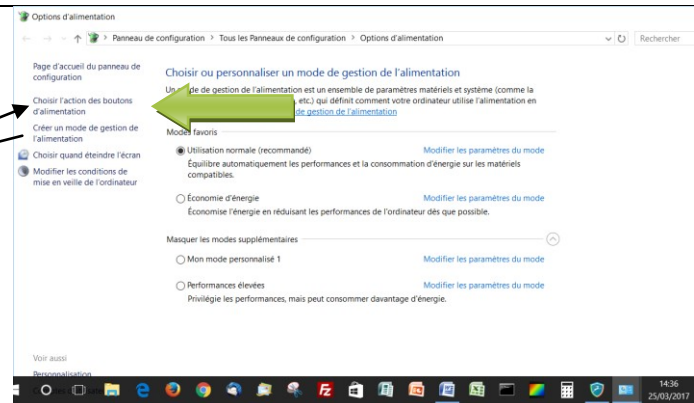 Options d'alimentation
Panneau de configuration > Tous les Panneaux de configuration > Options d'alimentation
Rechercher
Page d'accueil du panneau de
configuration
Choisir l'action des boutons
d'alimentation
Créer un mode de gestion de
l'alimentation
Choisir quand éteindre l'écran
Modifier les conditions de
mise en veille de l'ordinateur
Voir aussi
Personnalisation
Choisir ou personnaliser un mode de gestion de l'alimentation
Un mode de gestion de l'alimentation est un ensemble de paramètres matériels et système (comme la
, etc.) qui définit comment votre ordinateur utilise l'alimentation en
de gestion de l'alimentation
Modes favoris
Utilisation normale (recommandé) Modifier les paramètres du mode
Équilibre automatiquement les performances et la consommation d'énergie sur les matériels
compatibles.
Économie d'énergie Modifier les paramètres du mode
Économise l'énergie en réduisant les performances de l'ordinateur dès que possible.
Masquer les modes supplémentaires
Mon mode personnalisé 1 Modifier les paramètres du mode
Performances élevées Modifier les paramètres du mode
Privilégie les performances, mais peut consommer davantage d'énergie.
14:36
25/03/2017